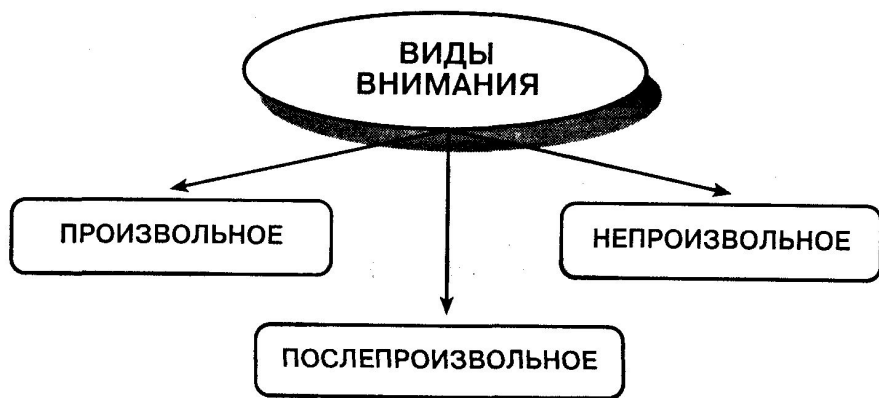 ВИДЫ
ВНИМАНИЯ
ПРОИЗВОЛЬНОЕ
НЕПРОИЗВОЛЬНОЕ
ПОСЛЕПРОИЗВОЛЬНОЕ